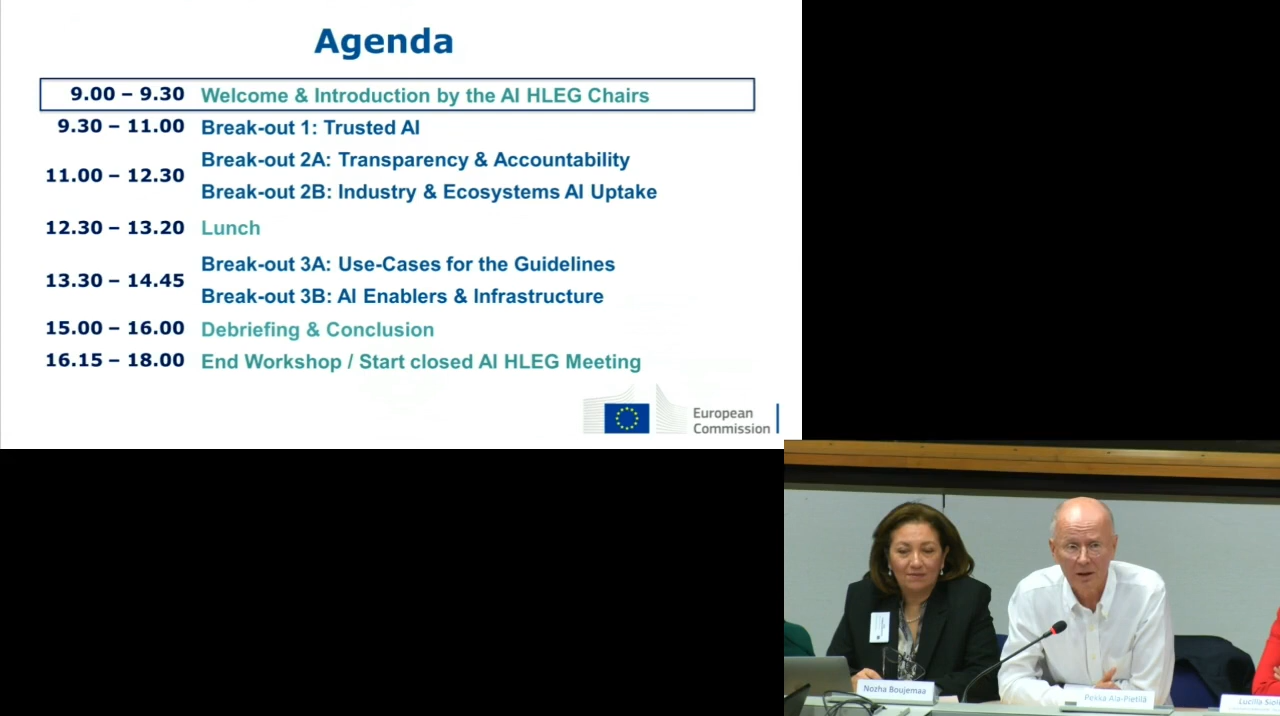 Agenda
9.00 – 9.30 Welcome & Introduction by the AI HLEG Chairs
9.30 – 11.00 Break-out 1: Trusted AI
11.00 – 12.30 Break-out 2A: Transparency & Accountability
Break-out 2B: Industry & Ecosystems AI Uptake
12.30 – 13.20 Lunch
13.30 – 14.45 Break-out 3A: Use-Cases for the Guidelines
Break-out 3B: AI Enablers & Infrastructure
15.00 – 16.00 Debriefing & Conclusion
16.15 – 18.00 End Workshop / Start closed AI HLEG Meeting
European
Commission
Nozha Boujemaa
Pekka Ala-Pietilä
Lucilla